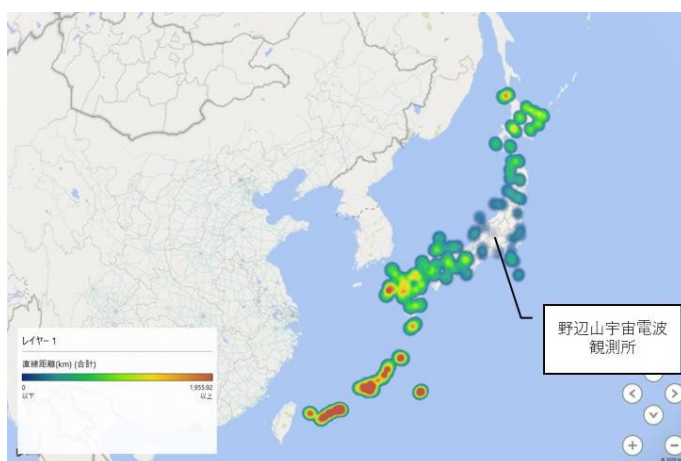 野辺山宇宙電波
観測所
レイヤー 1
直線距離(km) (合計)
0
以下
1,955.92
以上